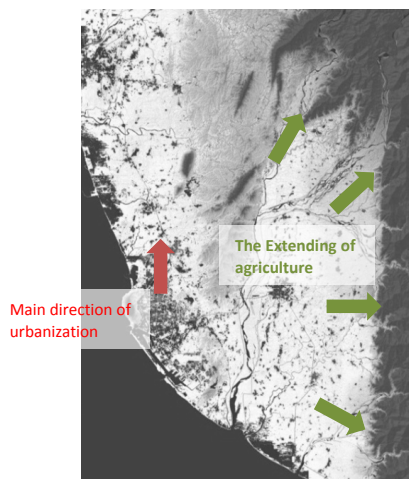 The Extending of
agriculture
Main direction of
urbanization